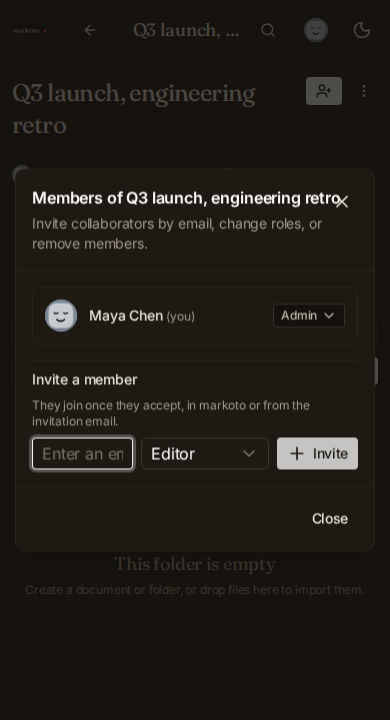 markoto
Q3 launch, ...
Q3 launch, engineering
retro
Members of Q3 launch, engineering retro
Invite collaborators by email, change roles, or
remove members.
Maya Chen (you)
Admin
Invite a member
They join once they accept, in markoto or from the
invitation email.
Enter an en
Editor
Invite
Close
This folder is empty
Create a document or folder, or drop files here to import them.